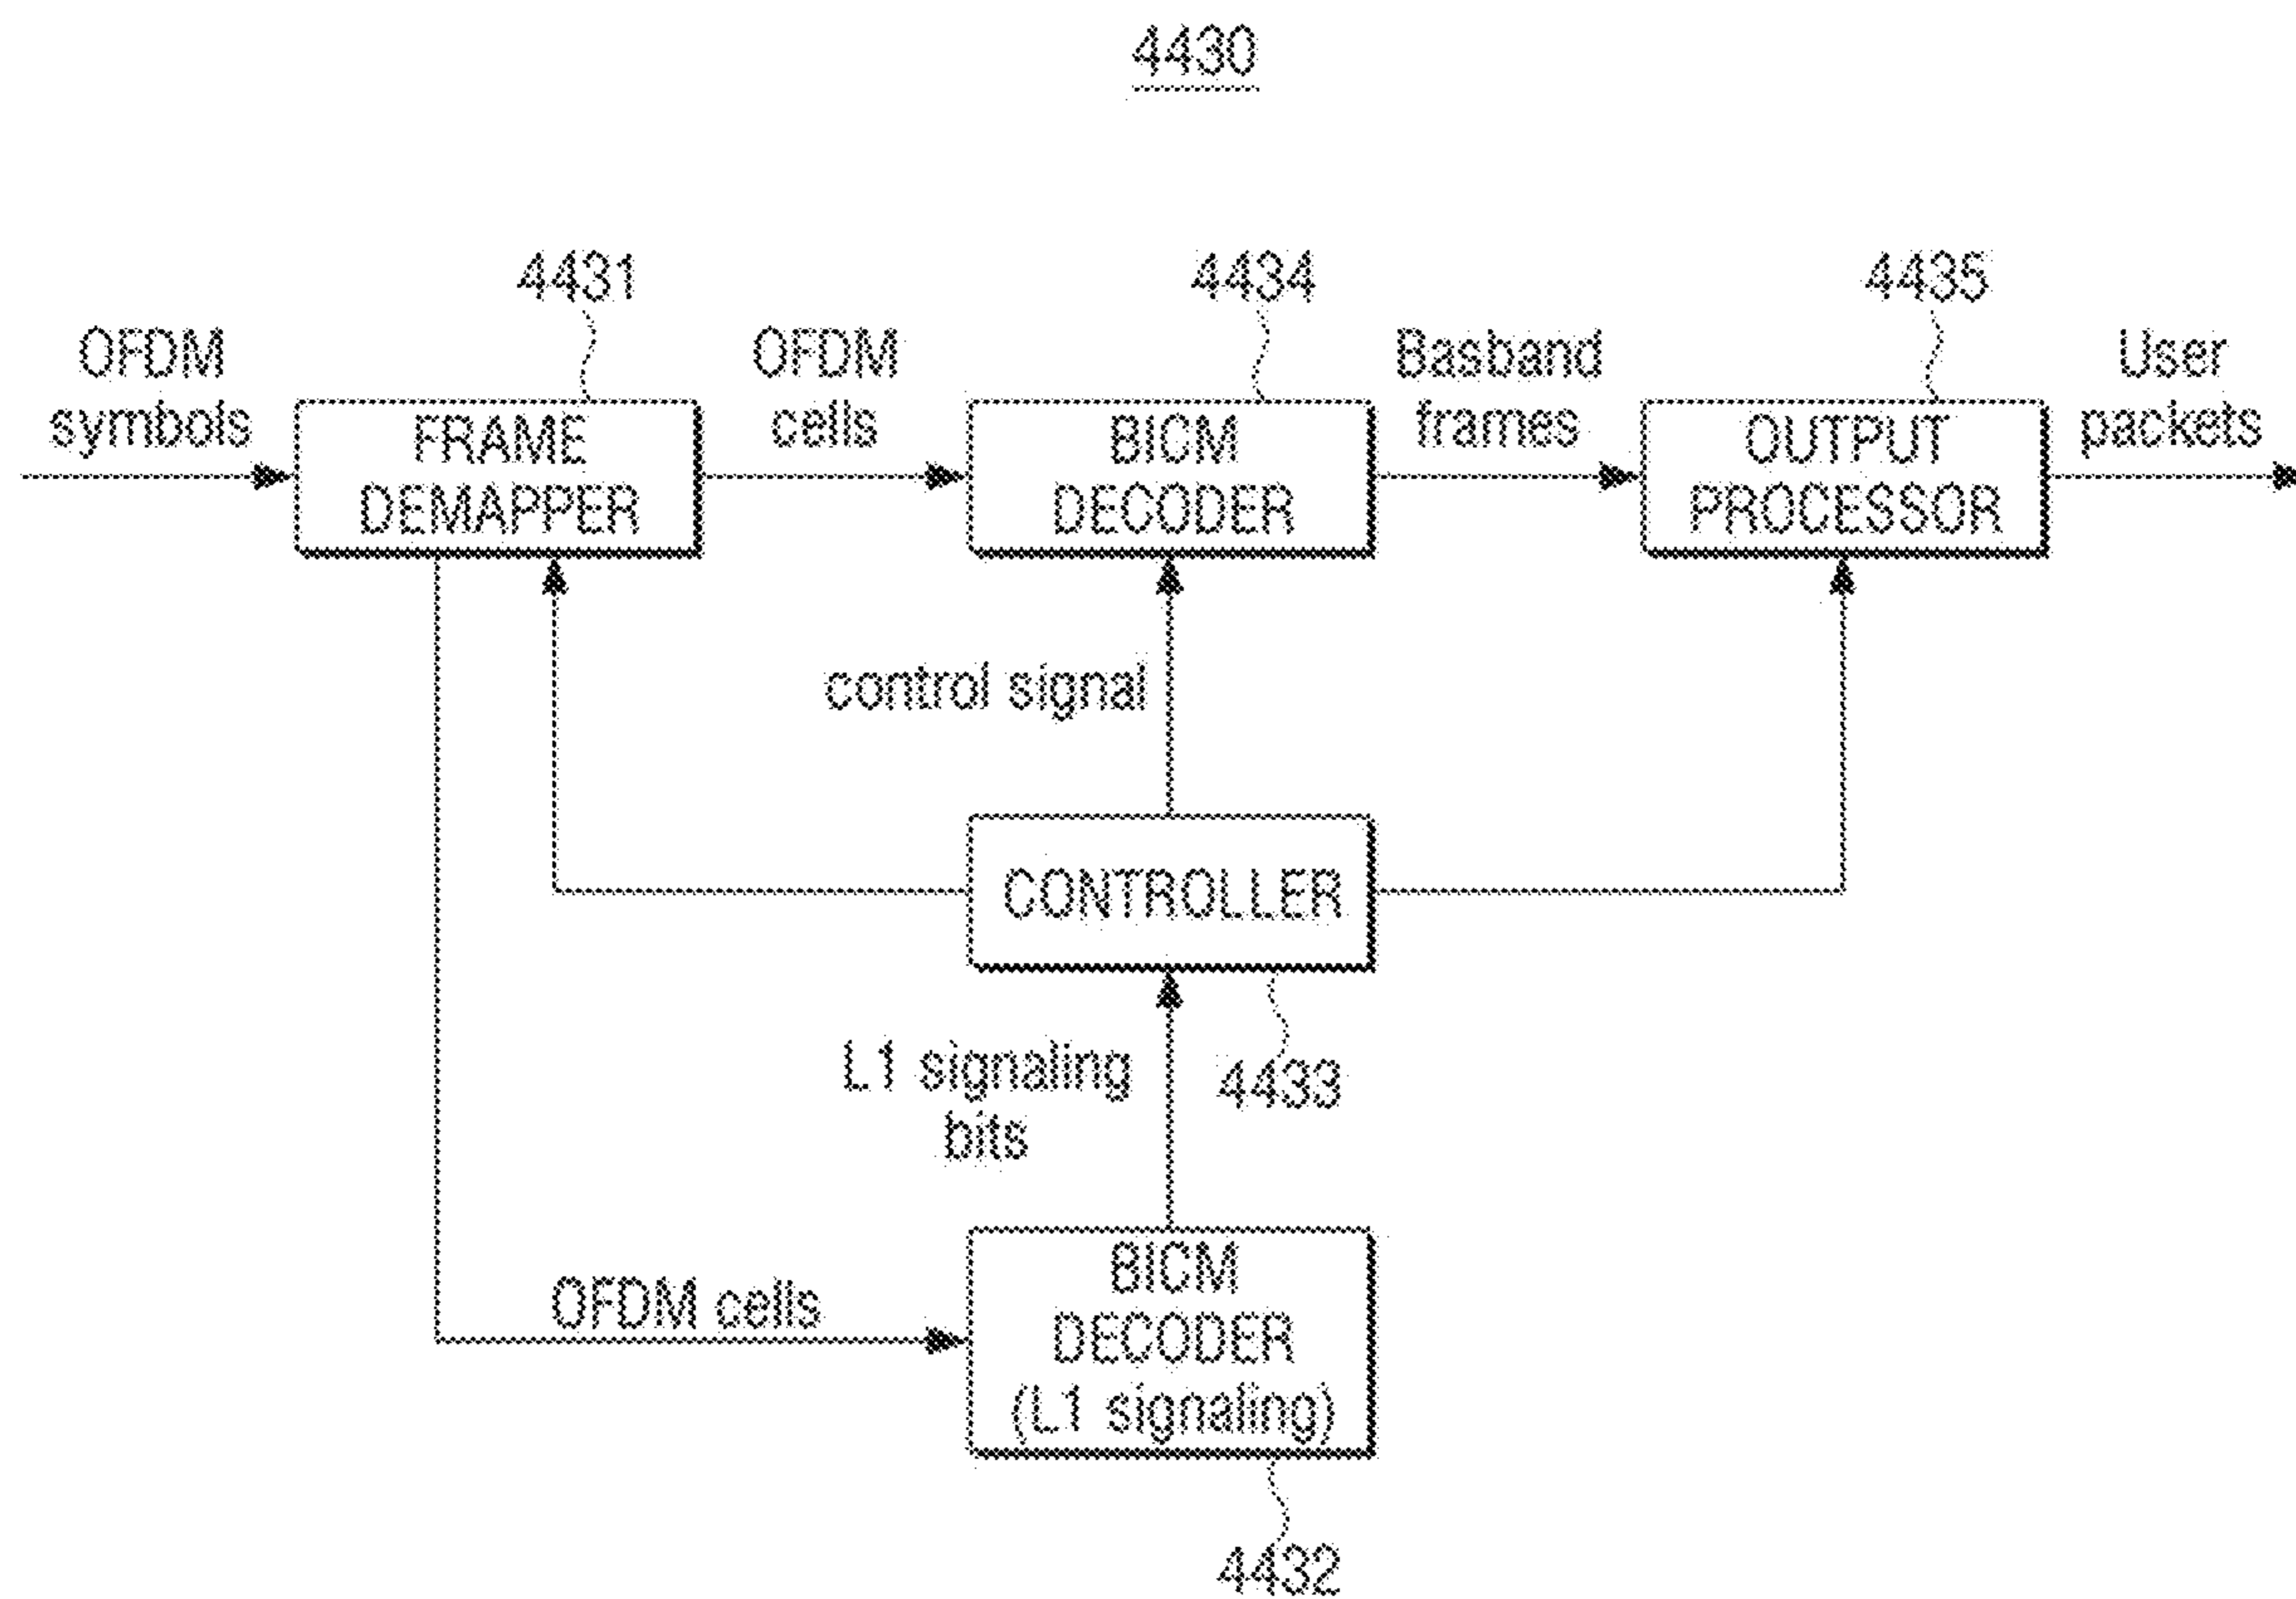 4430
4431
4434
4435
OFDM
symbols
OFDM
cells
Basband
frames
User
packets
FRAME
DEMAPPER
BICM
DECODER
OUTPUT
PROCESSOR
control signal
CONTROLLER
L1 signaling
bits
4433
OFDM cells
BICM
DECODER
(L1 signaling)
4432